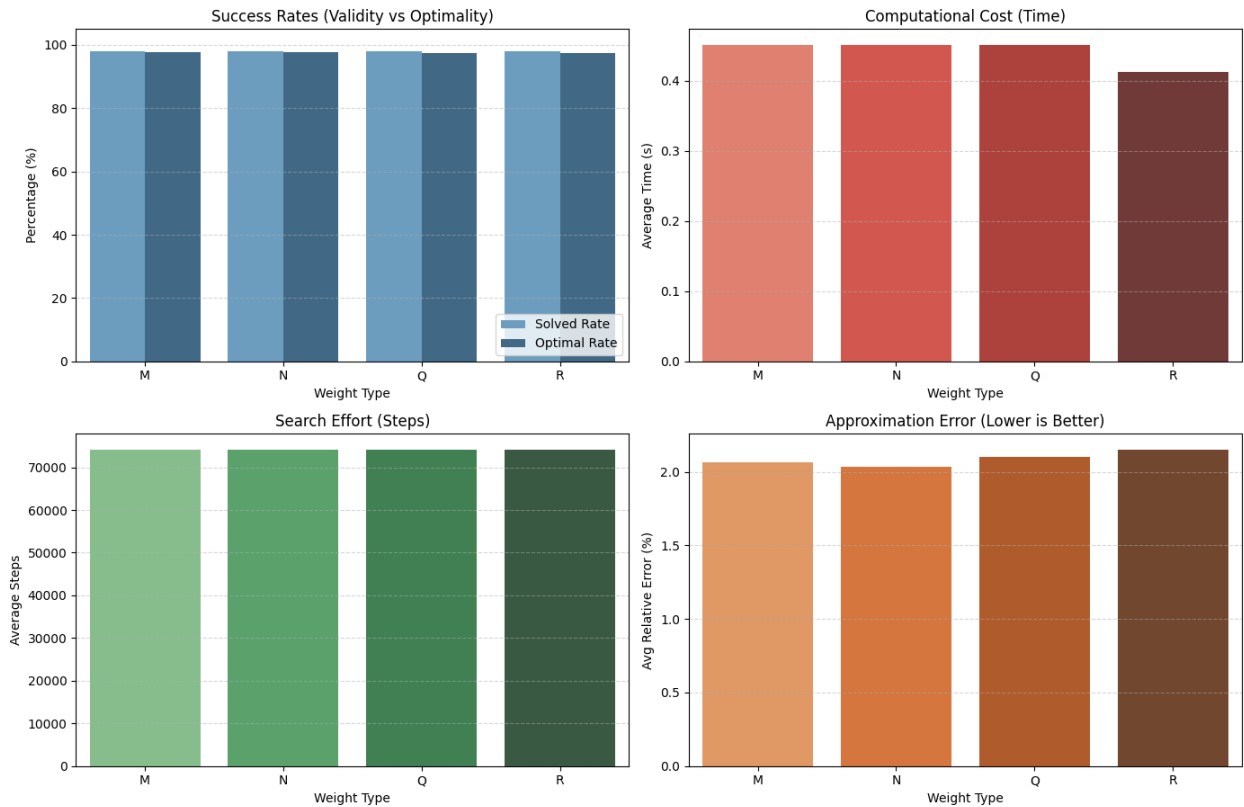 Success Rates (Validity vs Optimality)
100
80
60
40
20
0
Percentage (%)
M N Q R
Weight Type
Solved Rate
Optimal Rate
Computational Cost (Time)
0.4
0.3
0.2
0.1
0.0
Average Time (s)
M N Q R
Weight Type
Search Effort (Steps)
70000
60000
50000
40000
30000
20000
10000
0
Average Steps
M N Q R
Weight Type
Approximation Error (Lower is Better)
2.0
1.5
1.0
0.5
0.0
Avg Relative Error (%)
M N Q R
Weight Type